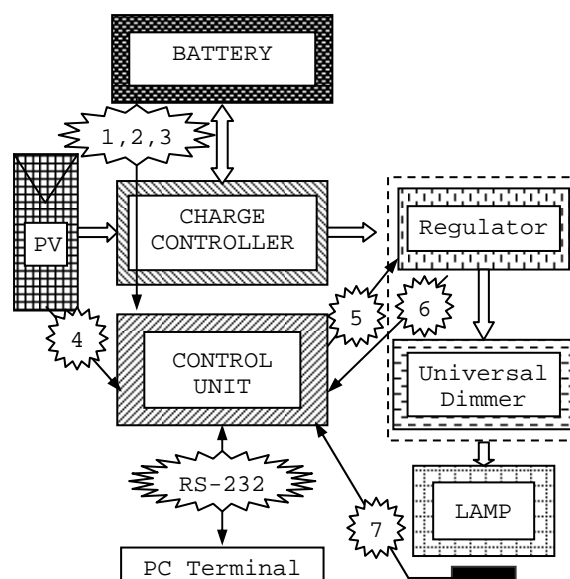 BATTERY
1,2,3
PV
CHARGE
CONTROLLER
Regulator
4
5
6
CONTROL
UNIT
Universal
Dimmer
RS-232
7
LAMP
PC Terminal